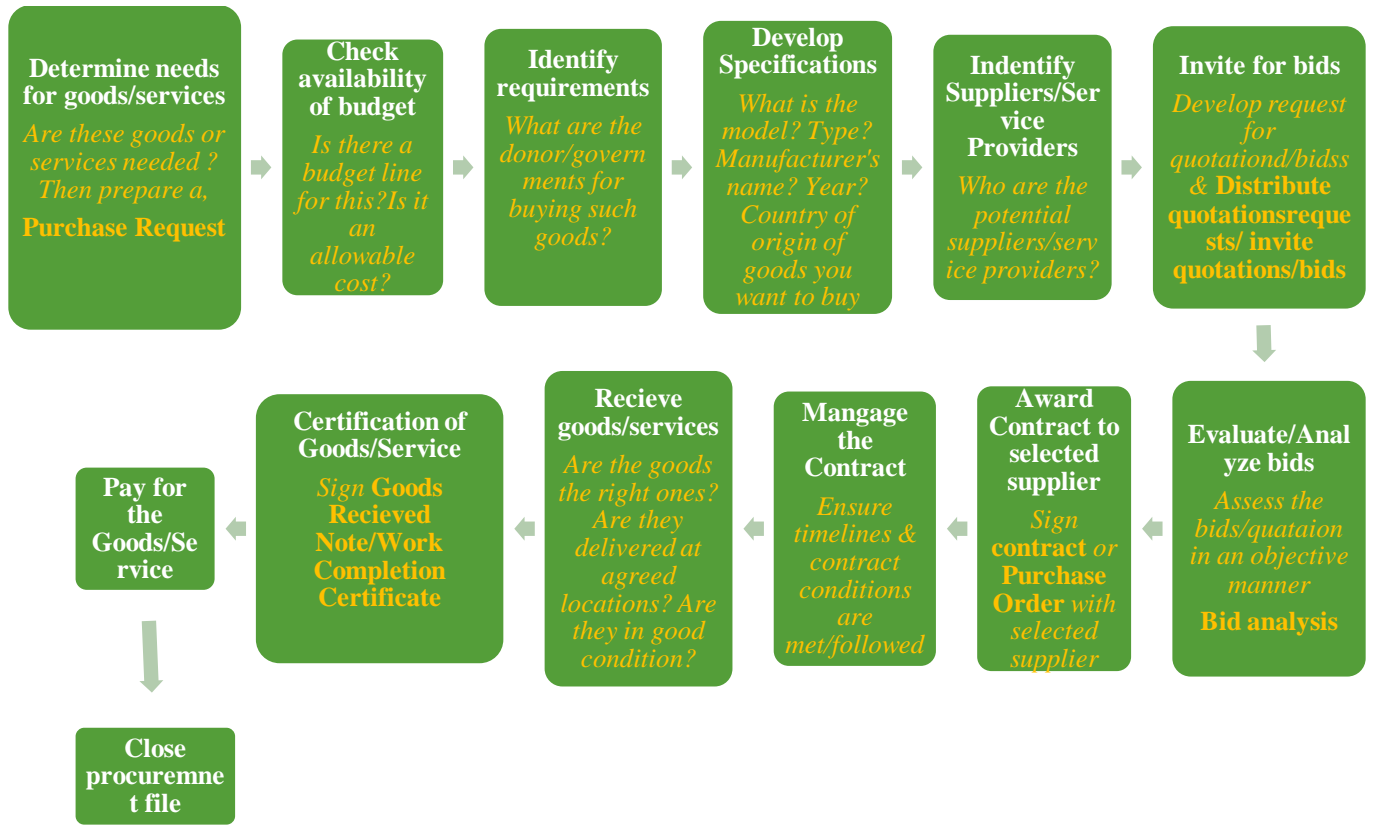 Determine needs
for goods/services
Are these goods or
services needed ?
Then prepare a,
Purchase Request
Check
availability
of budget
Is there a
budget line
for this?Is it
an
allowable
cost?
Identify
requirements
What are the
donor/govern
ments for
buying such
goods?
Develop
Specifications
What is the
model? Type?
Manufacturer's
name? Year?
Country of
origin of
goods you
want to buy
Indentify
Suppliers/Ser
vice
Providers
Who are the
potential
suppliers/serv
ice providers?
Invite for bids
Develop request
for
quotationd/bidss
& Distribute
quotationsreque
sts/ invite
quotations/bids
Evaluate/Anal
yze bids
Assess the
bids/quataion
in an objective
manner
Bid analysis
Award
Contract to
selected
supplier
Sign
contract or
Purchase
Order with
selected
supplier
Mangage
the
Contract
Ensure
timelines &
contract
conditions
are
met/followed
Recieve
goods/services
Are the goods
the right ones?
Are they
delivered at
agreed
locations? Are
they in good
condition?
Certification of
Goods/Service
Sign Goods
Recieved
Note/Work
Completion
Certificate
Pay for
the
Goods/Se
rvice
Close
procuremne
t file